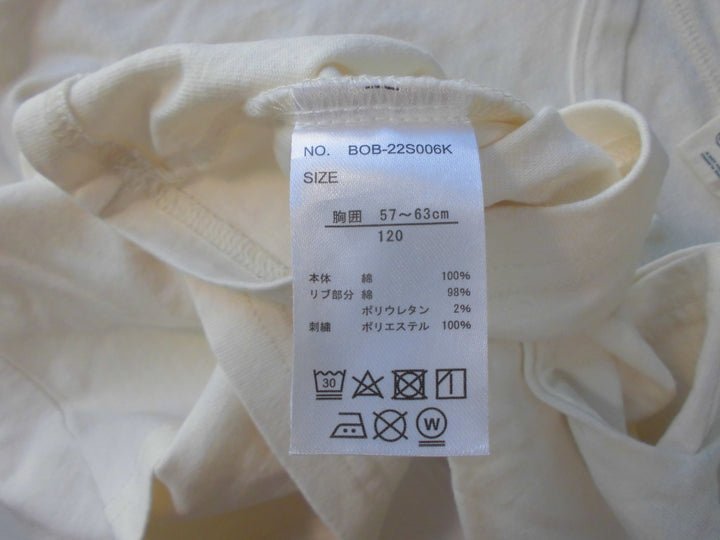 NO. BOB-22S006K
SIZE
胸囲 57～63cm
120
本体 綿 100%
リブ部分 綿 98%
ポリウレタン 2%
刺繍 ポリエステル 100%
30
W